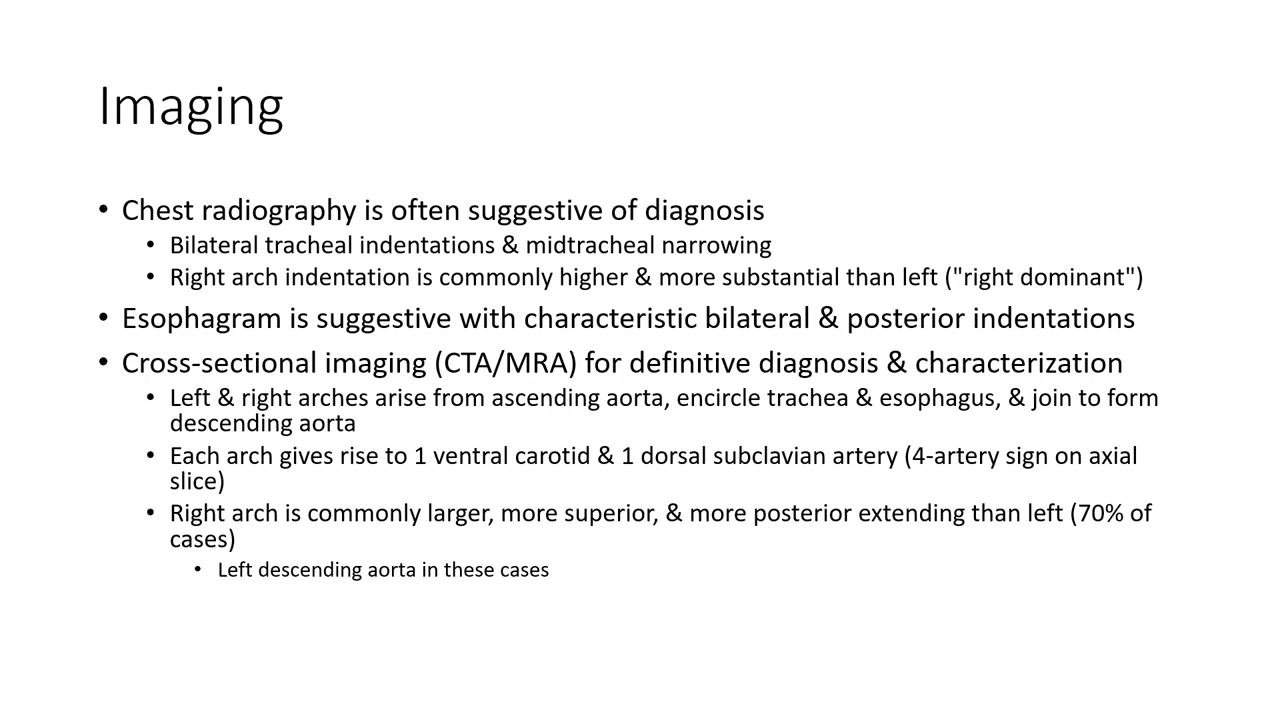 Imaging
• Chest radiography is often suggestive of diagnosis
• Bilateral tracheal indentations & midtracheal narrowing
• Right arch indentation is commonly higher & more substantial than left ("right dominant")
• Esophagram is suggestive with characteristic bilateral & posterior indentations
• Cross-sectional imaging (CTA/MRA) for definitive diagnosis & characterization
• Left & right arches arise from ascending aorta, encircle trachea & esophagus, & join to form
descending aorta
• Each arch gives rise to 1 ventral carotid & 1 dorsal subclavian artery (4-artery sign on axial
slice)
• Right arch is commonly larger, more superior, & more posterior extending than left (70% of
cases)
• Left descending aorta in these cases